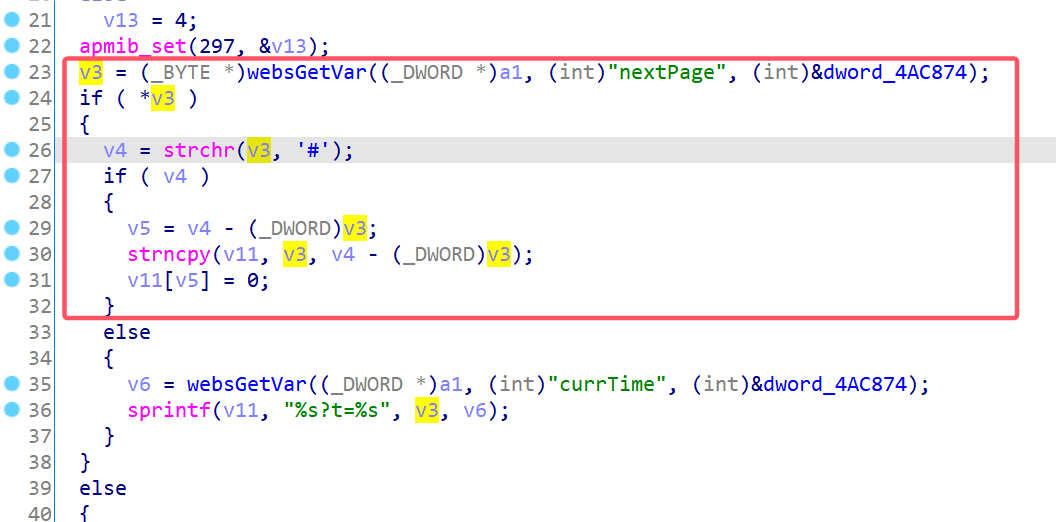 21 v13 = 4;
22 apmib_set(297, &v13);
23 v3 = (_BYTE *)websGetVar((_DWORD *)a1, (int)"nextPage", (int)&dword_4AC874);
24 if ( *v3 )
25 {
26 v4 = strchr(v3, '#');
27 if ( v4 )
28 {
29 v5 = v4 - (_DWORD)v3;
30 strncpy(v11, v3, v4 - (_DWORD)v3);
31 v11[v5] = 0;
32 }
33 else
34 {
35 v6 = websGetVar((_DWORD *)a1, (int)"currTime", (int)&dword_4AC874);
36 sprintf(v11, "%s?t=%s", v3, v6);
37 }
38 }
39 else
40 {